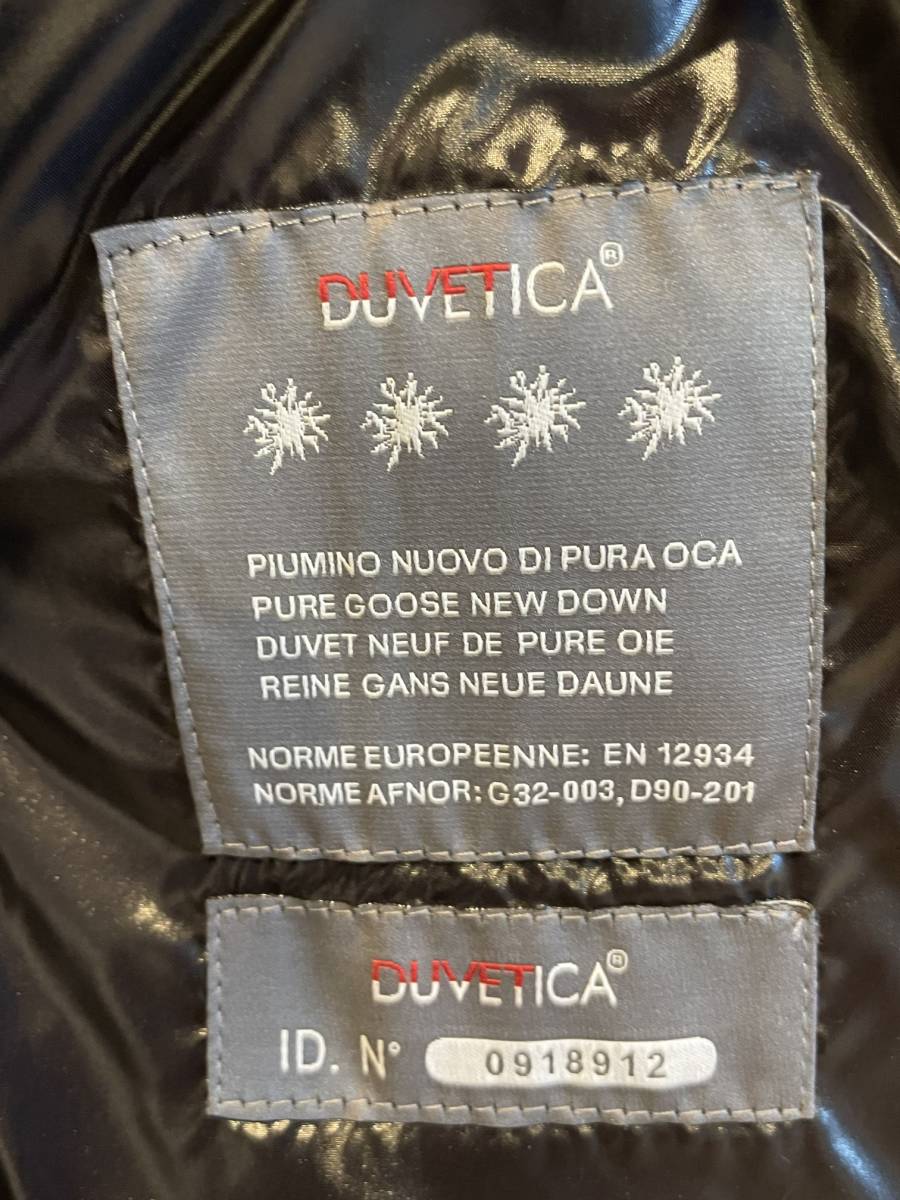 DUVETICA®
PIUMINO NUOVO DI PURA OCA
PURE GOOSE NEW DOWN
DUVET NEUF DE PURE OIE
REINE GANS NEUE DAUNE
NORME EUROPEENNE: EN 12934
NORME AFNOR: G32-003, D90-201
DUVETICA®
ID. N° 0918912